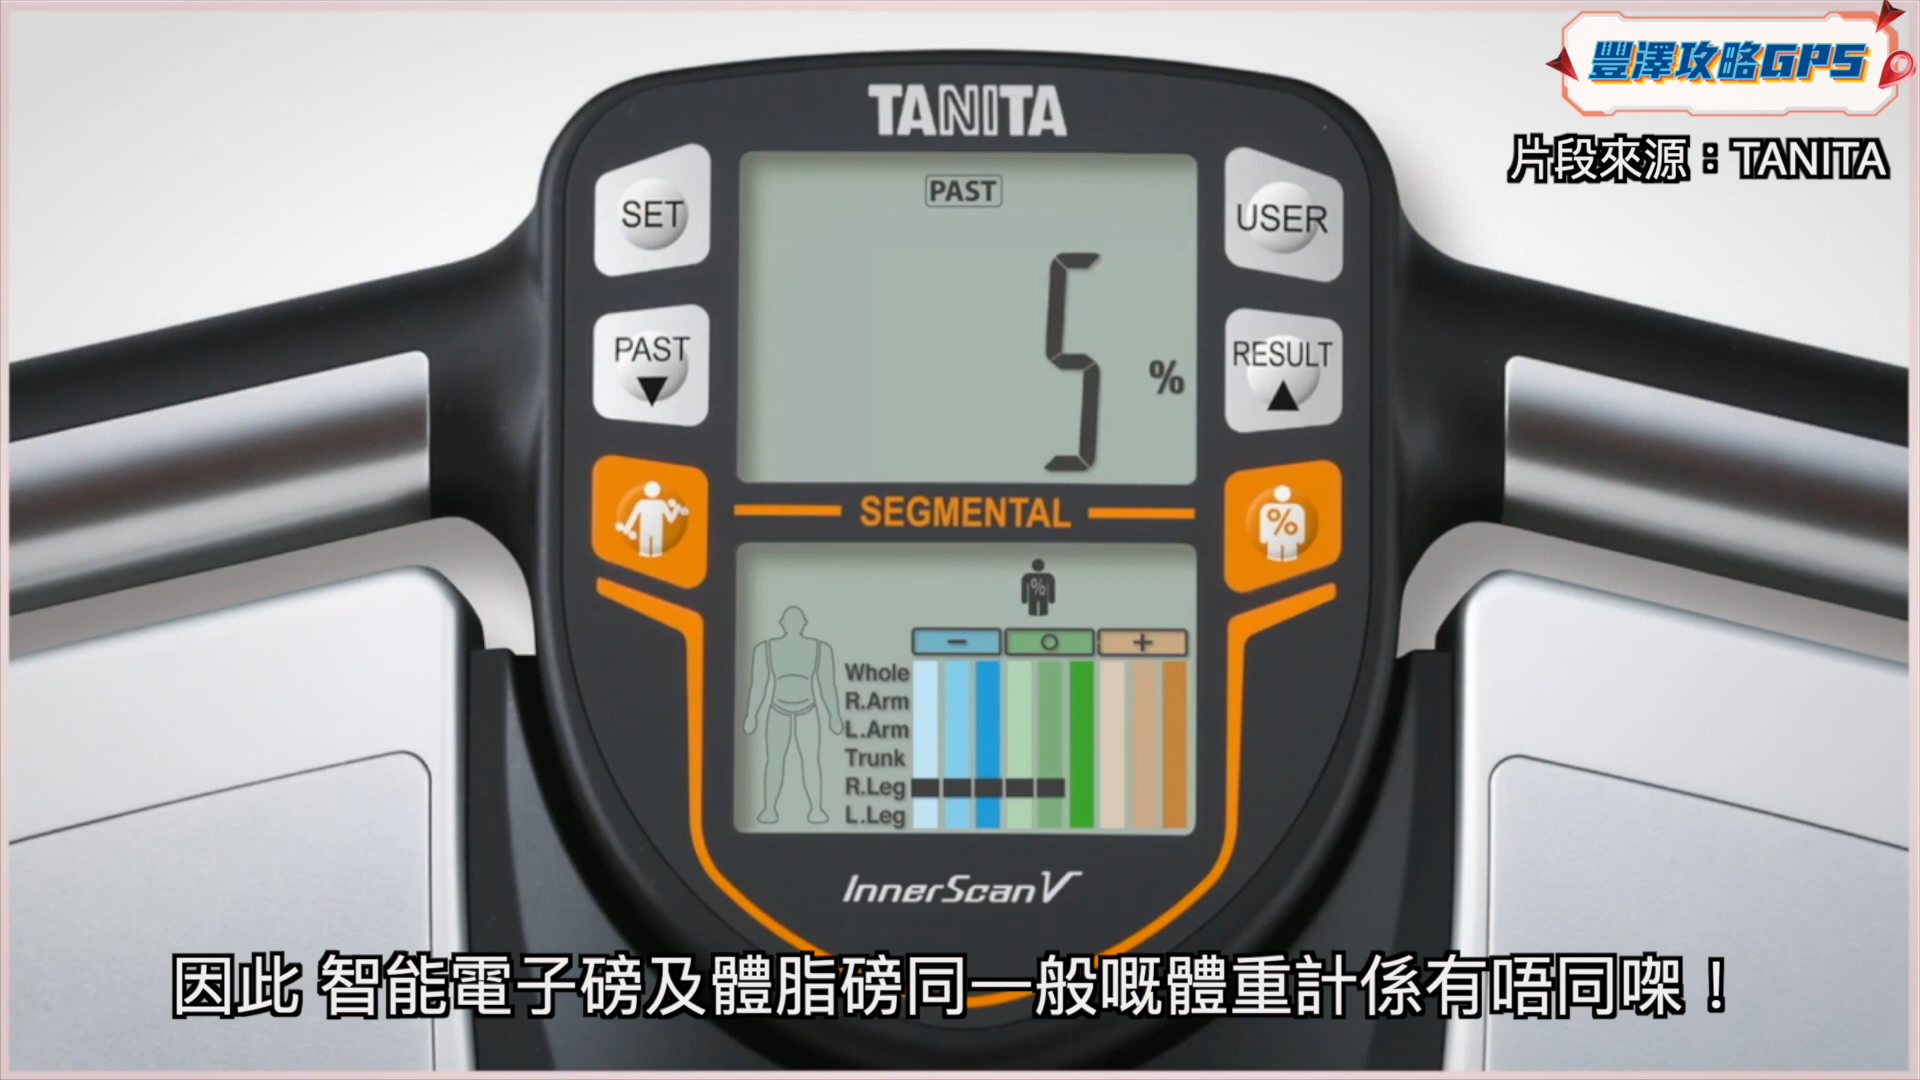 豐澤攻略GPS
片段來源：TANITA
TANITA
SET
PAST
USER
5
%
PAST
RESULT
SEGMENTAL
%
%
− ○ +
Whole
R.Arm
L.Arm
Trunk
R.Leg
L.Leg
InnerScanV
因此 智能電子磅及體脂磅同一般嘅體重計係有唔同㗎！